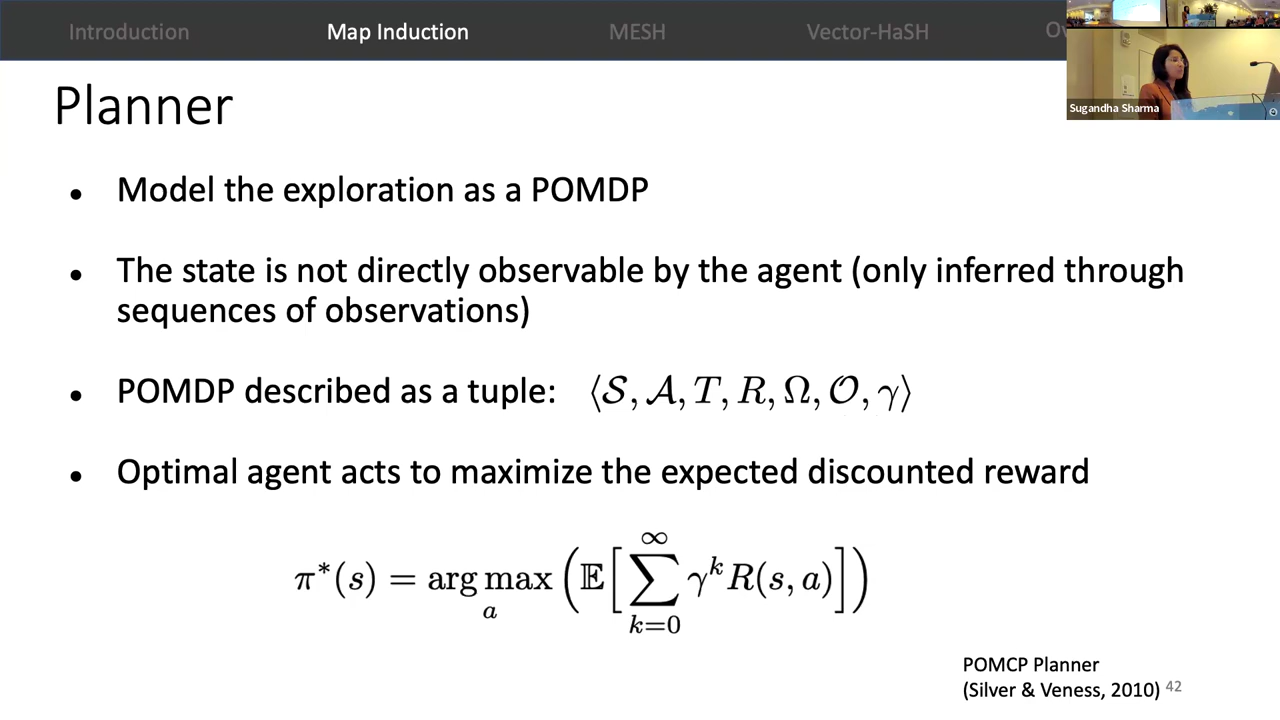 Introduction
Map Induction
MESH
Vector-HaSH
Sugandha Sharma
Planner
• Model the exploration as a POMDP
• The state is not directly observable by the agent (only inferred through
sequences of observations)
• POMDP described as a tuple: ⟨𝒮, 𝒜, T, R, Ω, 𝒪, γ⟩
• Optimal agent acts to maximize the expected discounted reward
π*(s) = arg max_a (𝔼[∑_{k=0}^{∞} γ^k R(s, a)])
POMCP Planner
(Silver & Veness, 2010) 42